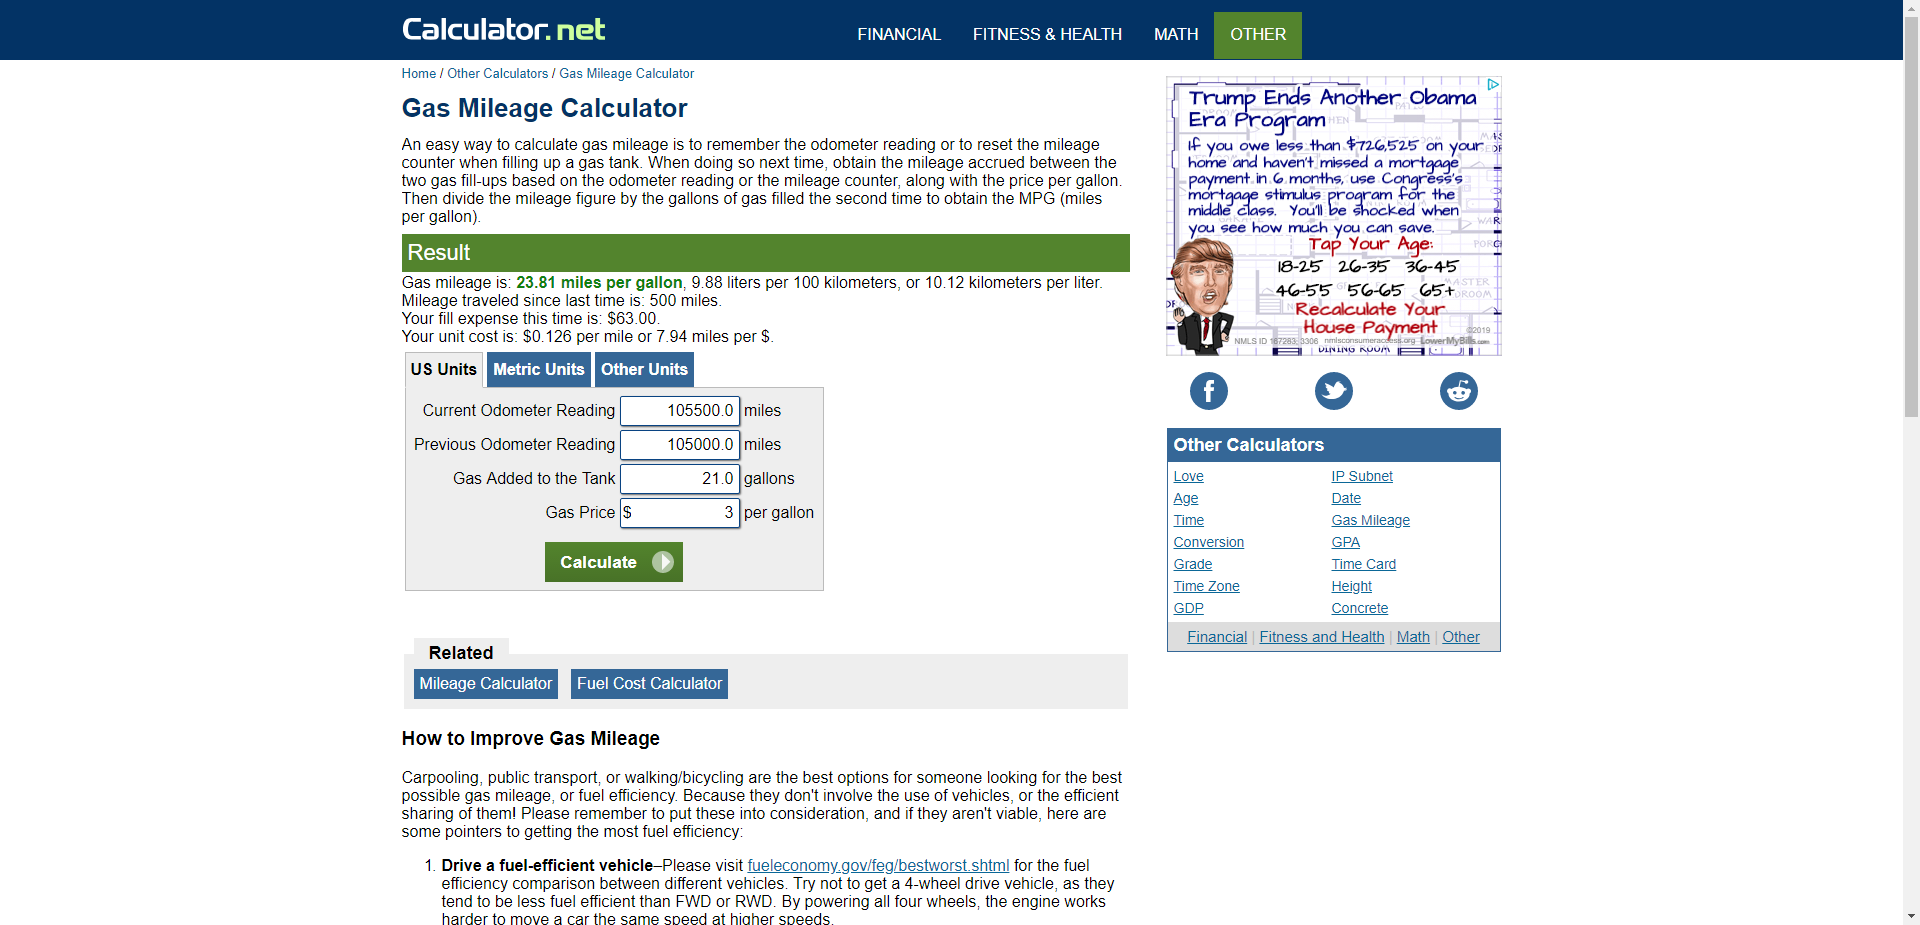 Calculator.net
FINANCIAL
FITNESS & HEALTH
MATH
OTHER
Home / Other Calculators / Gas Mileage Calculator
Gas Mileage Calculator
An easy way to calculate gas mileage is to remember the odometer reading or to reset the mileage
counter when filling up a gas tank. When doing so next time, obtain the mileage accrued between the
two gas fill-ups based on the odometer reading or the mileage counter, along with the price per gallon.
Then divide the mileage figure by the gallons of gas filled the second time to obtain the MPG (miles
per gallon).
Result
Gas mileage is: 23.81 miles per gallon, 9.88 liters per 100 kilometers, or 10.12 kilometers per liter.
Mileage traveled since last time is: 500 miles.
Your fill expense this time is: $63.00.
Your unit cost is: $0.126 per mile or 7.94 miles per $.
US Units
Metric Units
Other Units
Current Odometer Reading 105500.0 miles
Previous Odometer Reading 105000.0 miles
Gas Added to the Tank 21.0 gallons
Gas Price $ 3 per gallon
Calculate
Related
Mileage Calculator
Fuel Cost Calculator
How to Improve Gas Mileage
Carpooling, public transport, or walking/bicycling are the best options for someone looking for the best
possible gas mileage, or fuel efficiency. Because they don't involve the use of vehicles, or the efficient
sharing of them! Please remember to put these into consideration, and if they aren't viable, here are
some pointers to getting the most fuel efficiency:
1. Drive a fuel-efficient vehicle–Please visit fueleconomy.gov/feg/bestworst.shtml for the fuel
efficiency comparison between different vehicles. Try not to get a 4-wheel drive vehicle, as they
tend to be less fuel efficient than FWD or RWD. By powering all four wheels, the engine works
harder to move a car the same speed at higher speeds.
Trump Ends Another Obama
Era Program
If you owe less than $726,525 on your
home and haven't missed a mortgage
payment in 6 months, use Congress's
mortgage stimulus program for the
middle class. You'll be shocked when
you see how much you can save.
Tap Your Age:
18-25 26-35 36-45
46-55 56-65 65+
Recalculate Your
House Payment
©2019
NMLS ID 167283, 3306 nmlsconsumeraccess.org LowerMyBills.com
DINING ROOM
Other Calculators
Love IP Subnet
Age Date
Time Gas Mileage
Conversion GPA
Grade Time Card
Time Zone Height
GDP Concrete
Financial | Fitness and Health | Math | Other